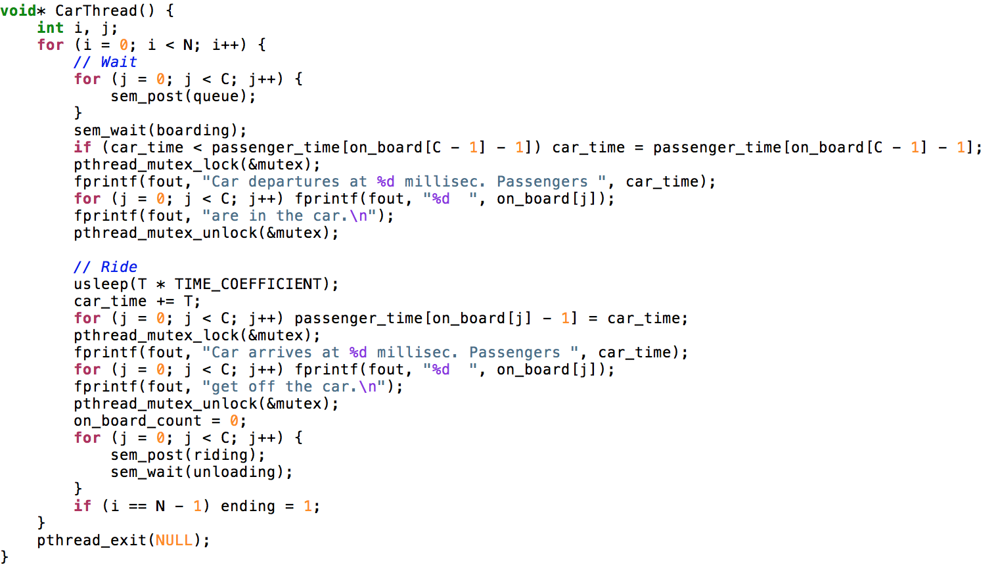 void* CarThread() {
    int i, j;
    for (i = 0; i < N; i++) {
        // Wait
        for (j = 0; j < C; j++) {
            sem_post(queue);
        }
        sem_wait(boarding);
        if (car_time < passenger_time[on_board[C - 1] - 1]) car_time = passenger_time[on_board[C - 1] - 1];
        pthread_mutex_lock(&mutex);
        fprintf(fout, "Car departures at %d millisec. Passengers ", car_time);
        for (j = 0; j < C; j++) fprintf(fout, "%d  ", on_board[j]);
        fprintf(fout, "are in the car.\n");
        pthread_mutex_unlock(&mutex);

        // Ride
        usleep(T * TIME_COEFFICIENT);
        car_time += T;
        for (j = 0; j < C; j++) passenger_time[on_board[j] - 1] = car_time;
        pthread_mutex_lock(&mutex);
        fprintf(fout, "Car arrives at %d millisec. Passengers ", car_time);
        for (j = 0; j < C; j++) fprintf(fout, "%d  ", on_board[j]);
        fprintf(fout, "get off the car.\n");
        pthread_mutex_unlock(&mutex);
        on_board_count = 0;
        for (j = 0; j < C; j++) {
            sem_post(riding);
            sem_wait(unloading);
        }
        if (i == N - 1) ending = 1;
    }
    pthread_exit(NULL);
}